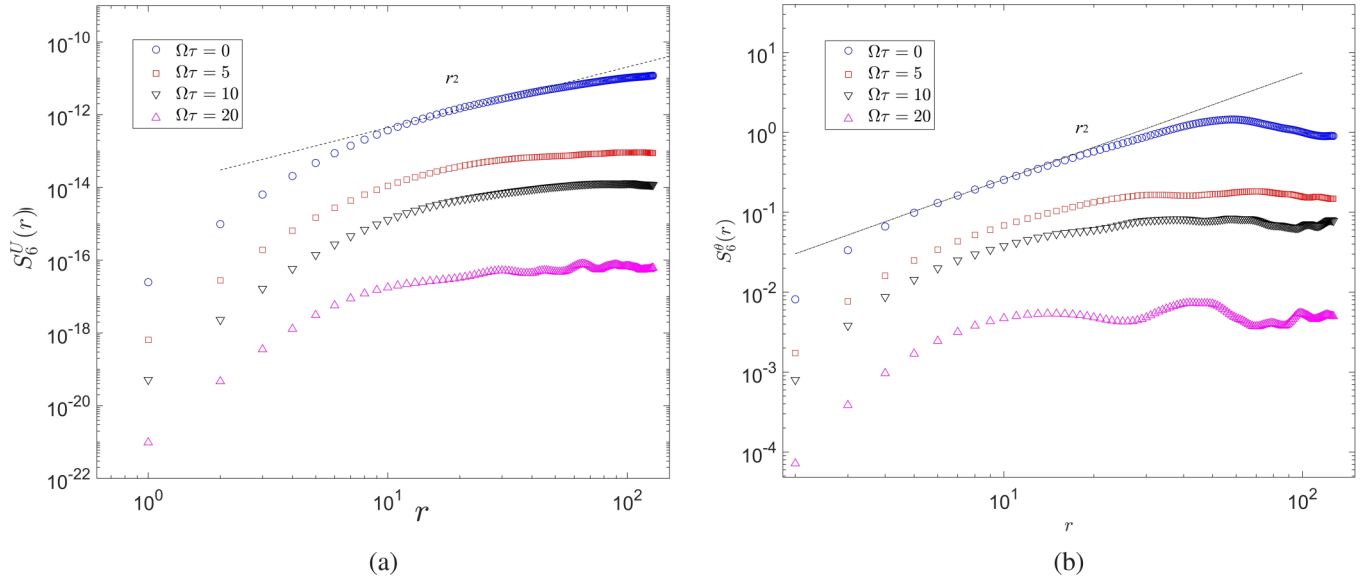 10⁻¹⁰
10⁻¹²
10⁻¹⁴
10⁻¹⁶
10⁻¹⁸
10⁻²⁰
10⁻²²
S₆ᵁ(r)|
Ωτ = 0
Ωτ = 5
Ωτ = 10
Ωτ = 20
r₂
10⁰
10¹
10²
r
(a)
10¹
10⁰
10⁻¹
10⁻²
10⁻³
10⁻⁴
S₆^θ(r)
Ωτ = 0
Ωτ = 5
Ωτ = 10
Ωτ = 20
r₂
10¹
10²
r
(b)